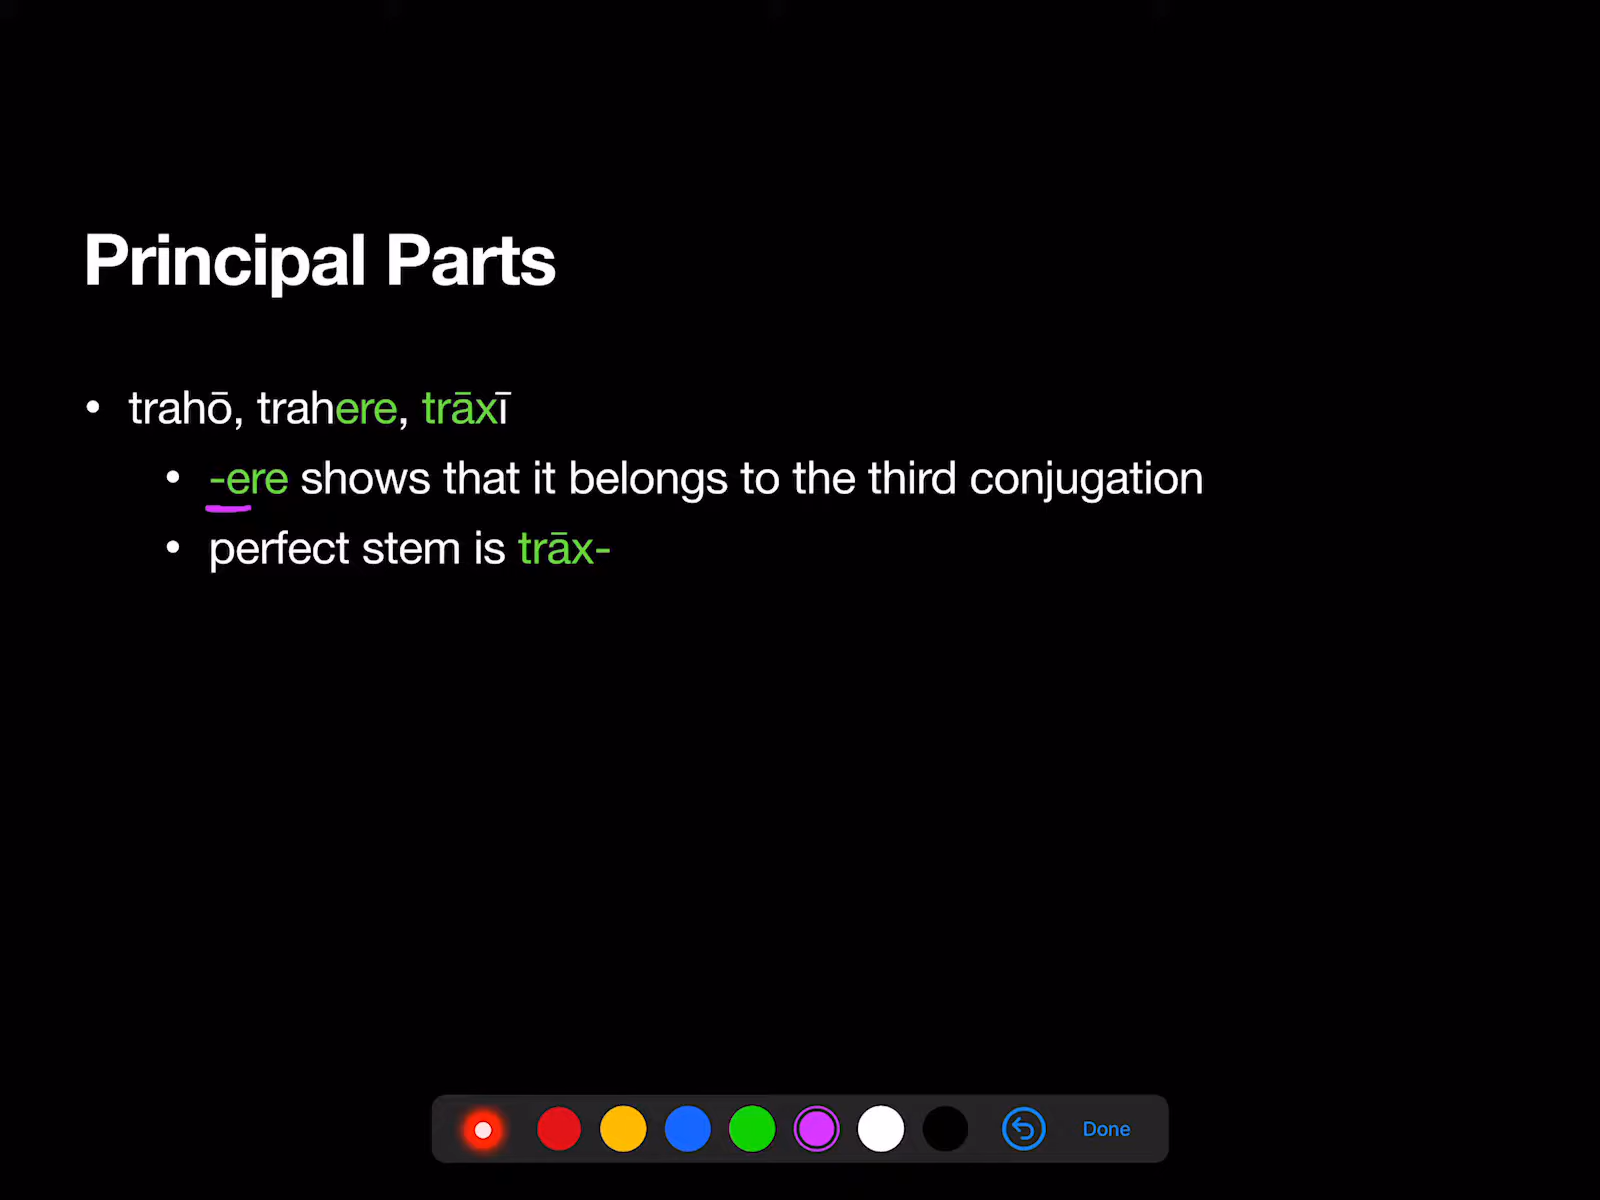 Principal Parts
• trahō, trahere, trāxī
• -ere shows that it belongs to the third conjugation
• perfect stem is trāx-
Done